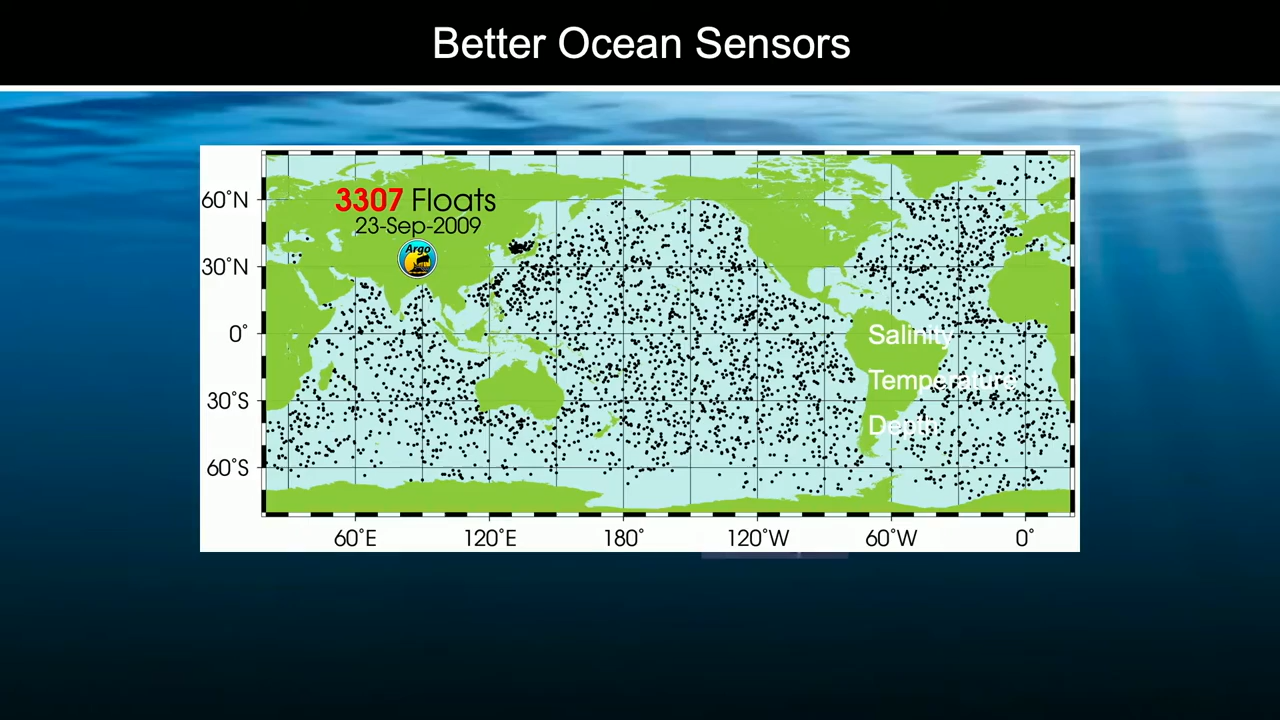 Better Ocean Sensors
3307 Floats
23-Sep-2009
Argo
60°N
30°N
0°
30°S
60°S
Salinity
Temperature
Depth
60°E
120°E
180°
120°W
60°W
0°